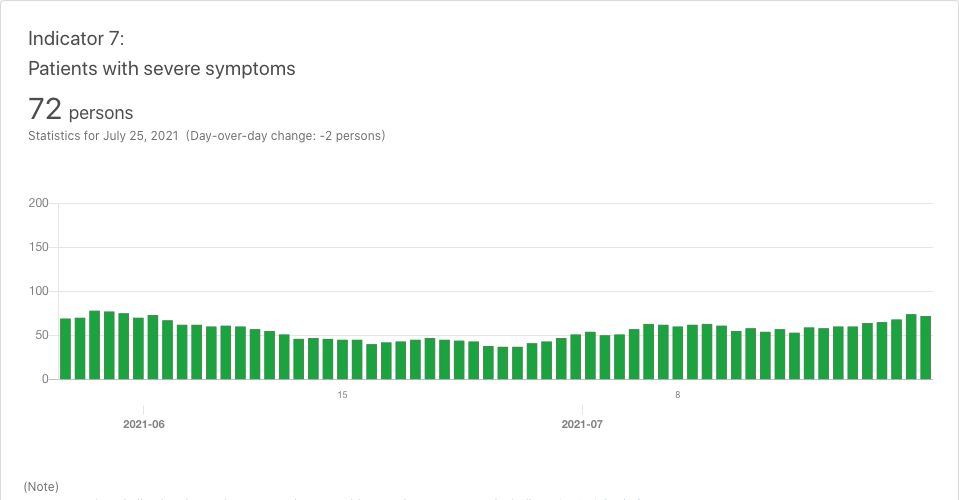 Indicator 7:
Patients with severe symptoms
72 persons
Statistics for July 25, 2021 (Day-over-day change: -2 persons)
200
150
100
50
0
15
8
2021-06
2021-07
(Note)